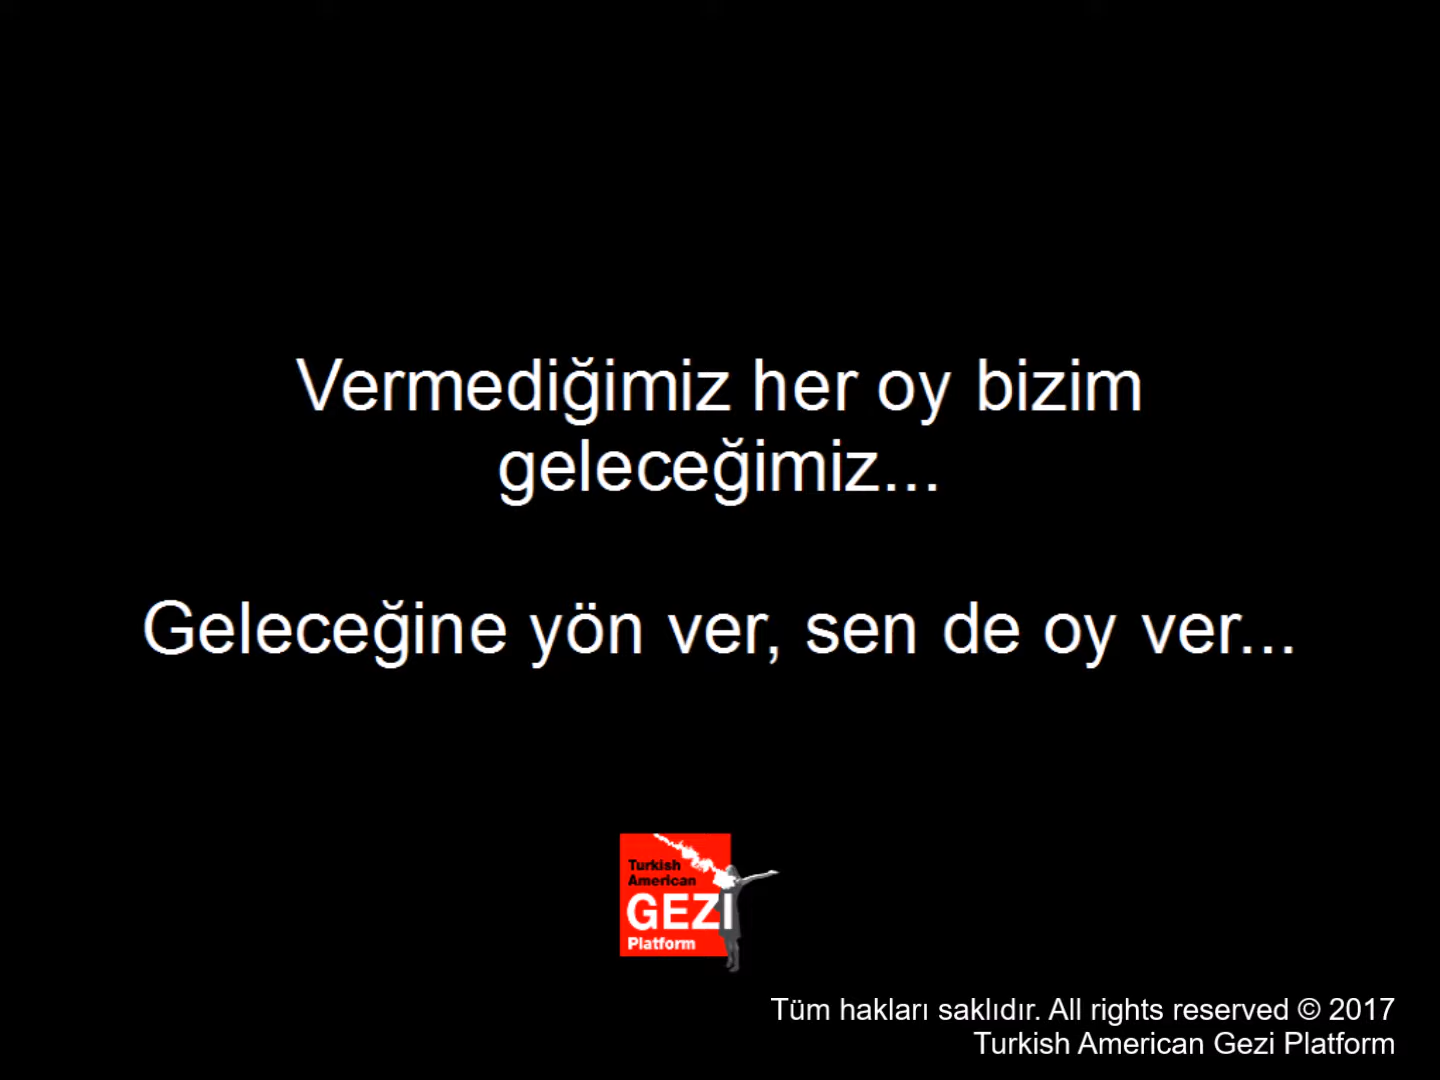 Vermediğimiz her oy bizim
geleceğimiz...
Geleceğine yön ver, sen de oy ver...
Turkish
American
GEZI
Platform
Tüm hakları saklıdır. All rights reserved © 2017
Turkish American Gezi Platform